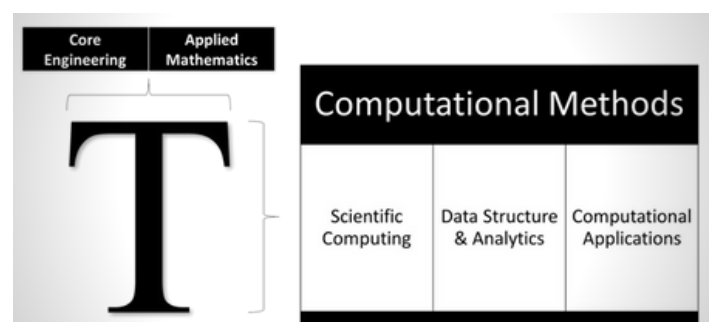 Core
Engineering
Applied
Mathematics
T
Computational Methods
Scientific
Computing
Data Structure
& Analytics
Computational
Applications